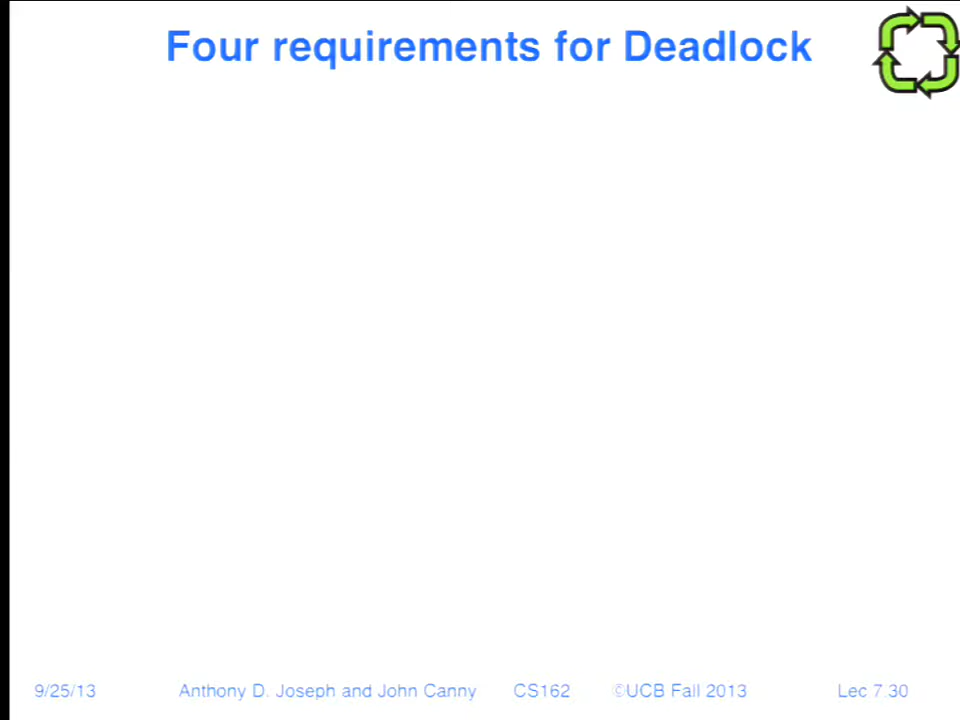 Four requirements for Deadlock
9/25/13 Anthony D. Joseph and John Canny CS162 ©UCB Fall 2013 Lec 7.30